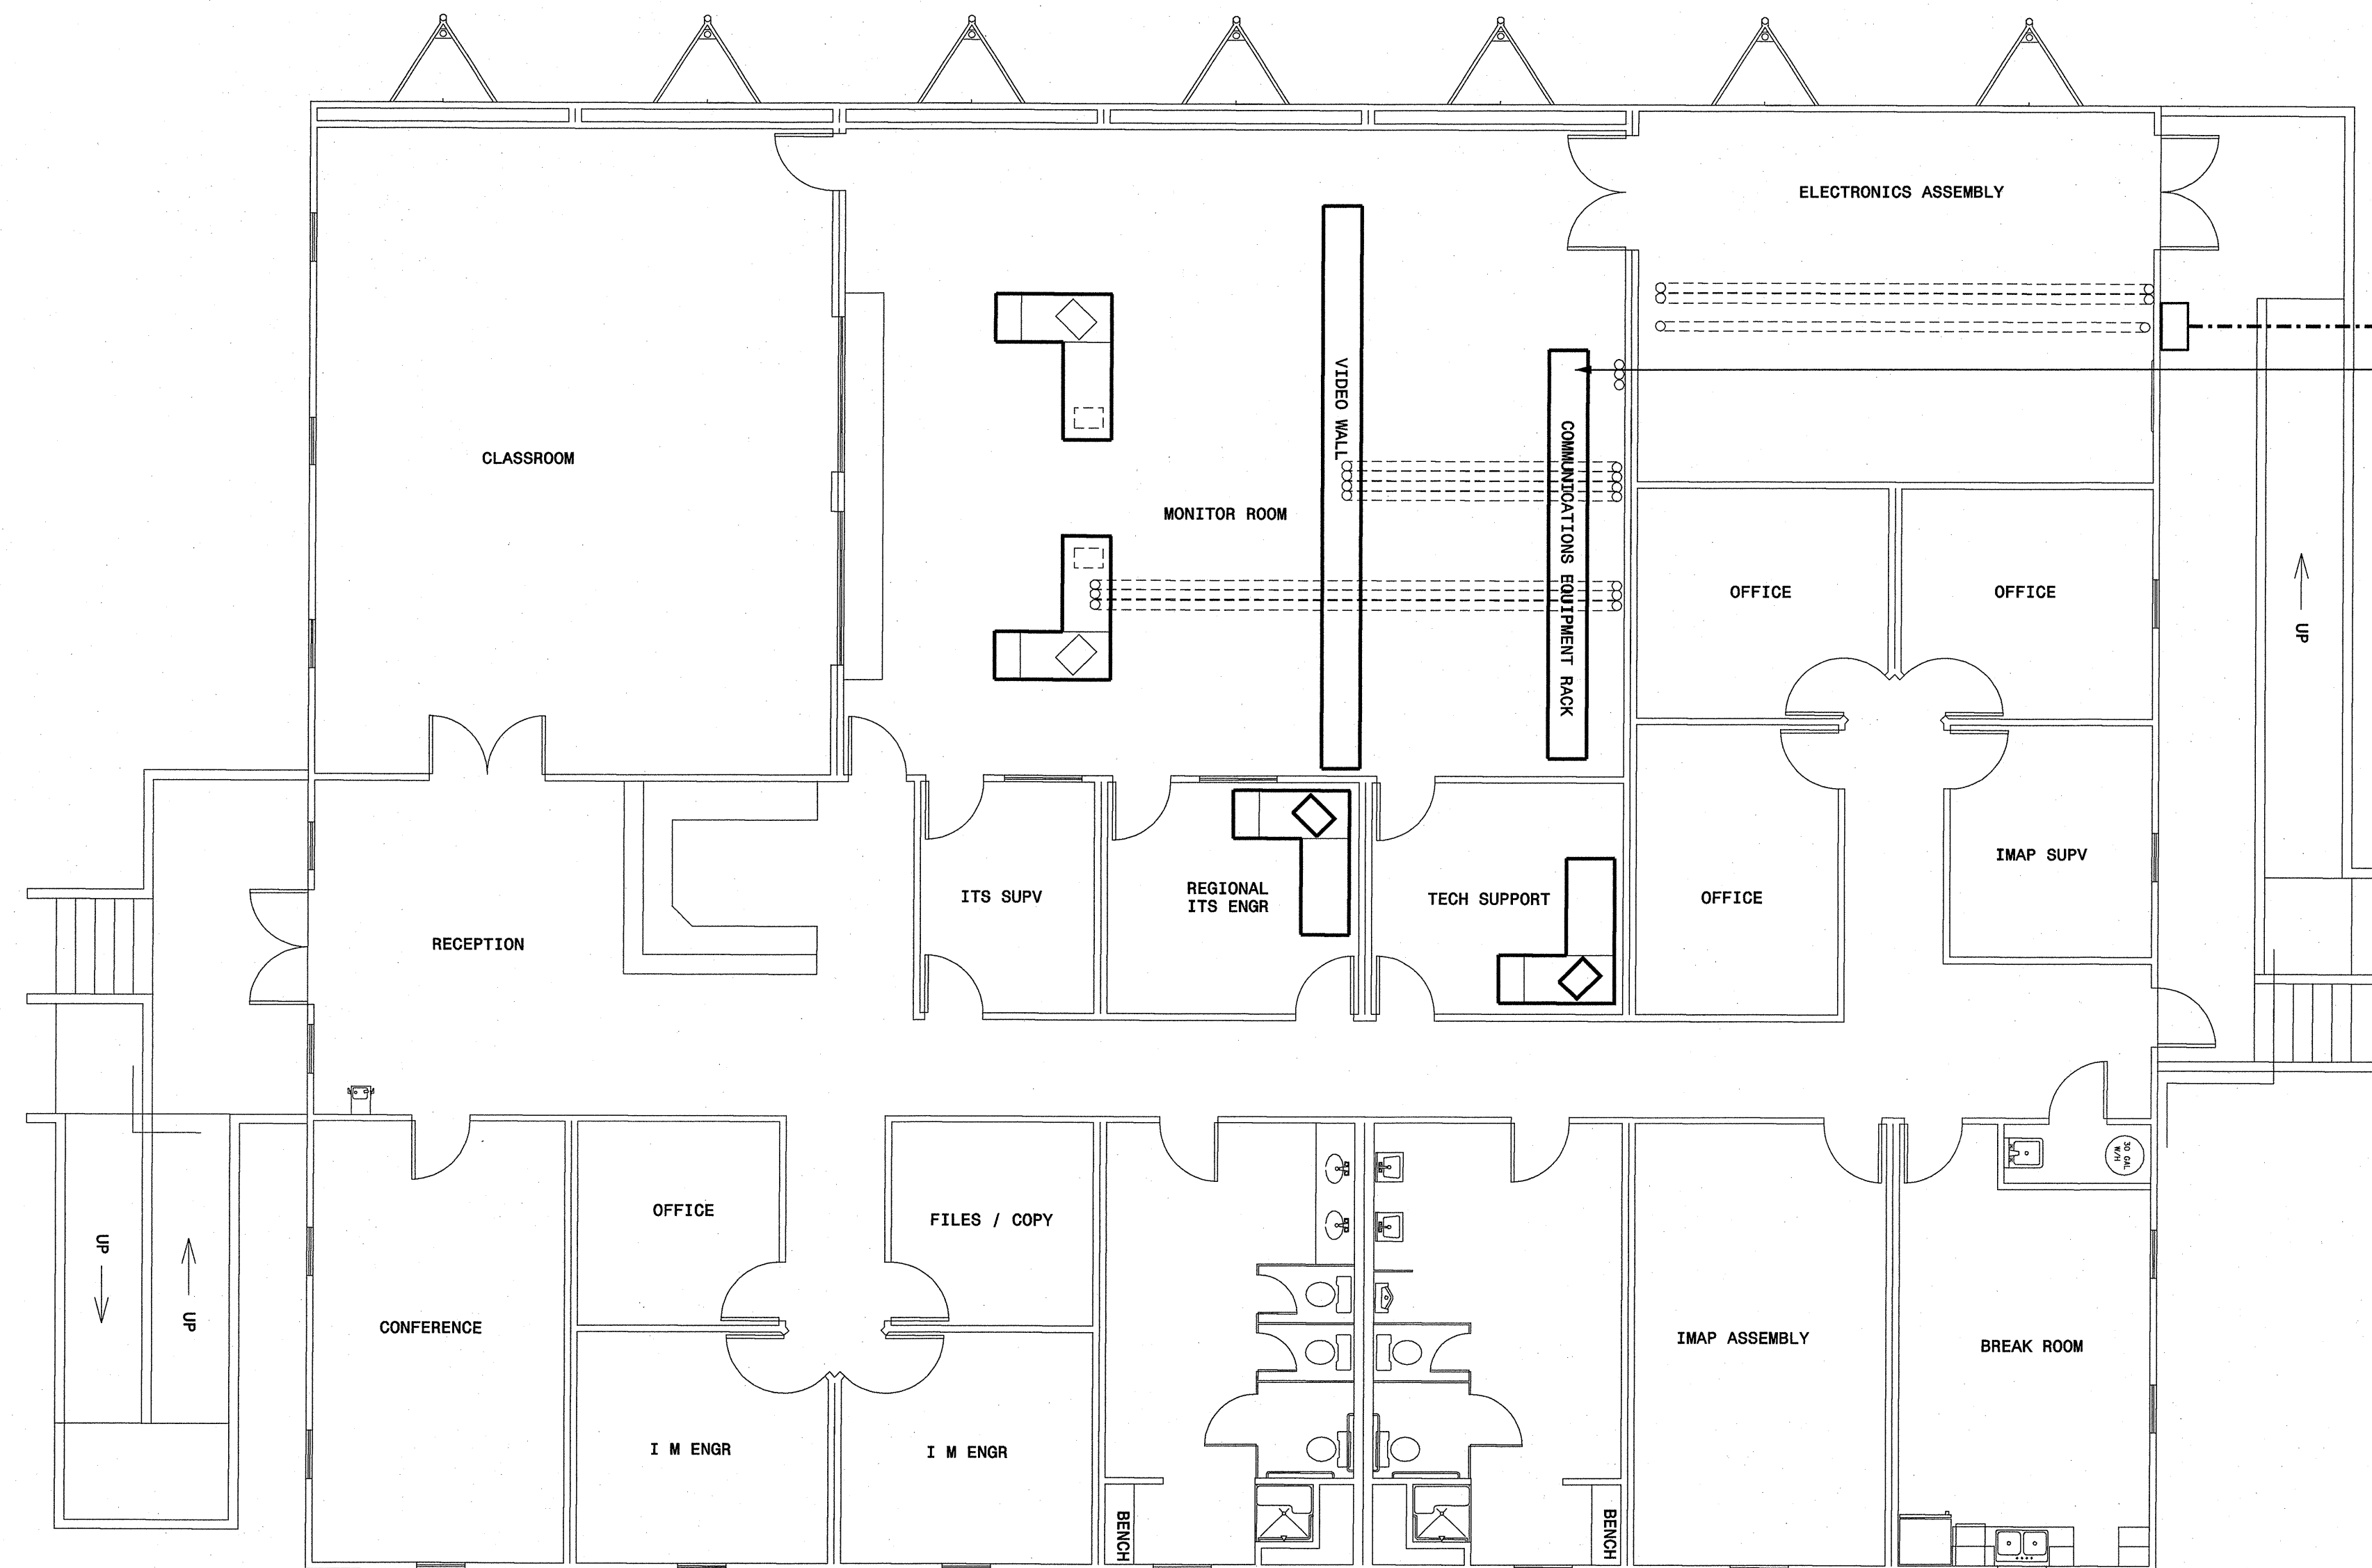 ELECTRONICS ASSEMBLY
VIDEO WALL
COMMUNICATIONS EQUIPMENT RACK
CLASSROOM
MONITOR ROOM
OFFICE
OFFICE
UP
IMAP SUPV
ITS SUPV
REGIONAL
ITS ENGR
TECH SUPPORT
OFFICE
RECEPTION
30 GAL
W/H
OFFICE
FILES / COPY
UP
UP
CONFERENCE
IMAP ASSEMBLY
BREAK ROOM
I M ENGR
I M ENGR
BENCH
BENCH